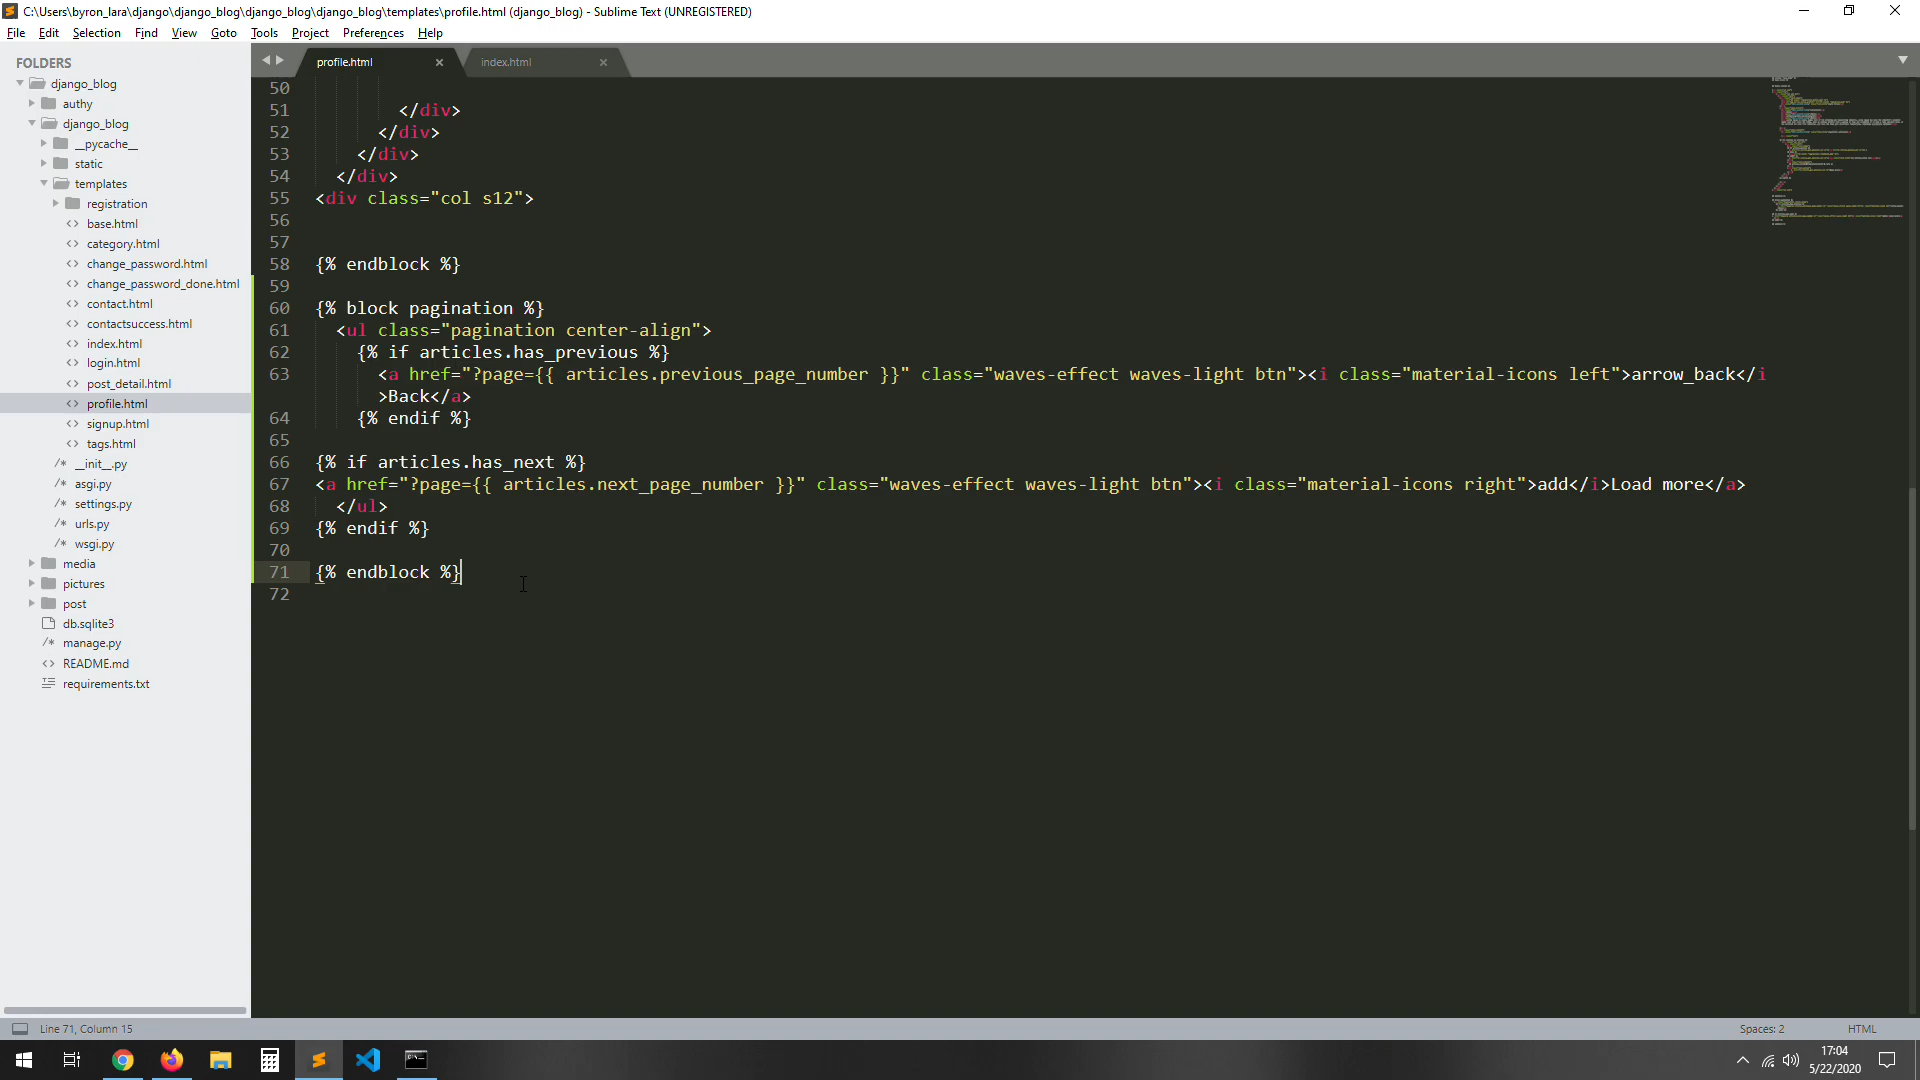 C:\Users\byron_lara\django\django_blog\django_blog\django_blog\templates\profile.html (django_blog) - Sublime Text (UNREGISTERED)
File Edit Selection Find View Goto Tools Project Preferences Help
FOLDERS
django_blog
authy
django_blog
__pycache__
static
templates
registration
base.html
category.html
change_password.html
change_password_done.html
contact.html
contactsuccess.html
index.html
login.html
post_detail.html
profile.html
signup.html
tags.html
__init__.py
asgi.py
settings.py
urls.py
wsgi.py
media
pictures
post
db.sqlite3
manage.py
README.md
requirements.txt
profile.html index.html
50
51 </div>
52 </div>
53 </div>
54 </div>
55 <div class="col s12">
56
57
58 {% endblock %}
59
60 {% block pagination %}
61 <ul class="pagination center-align">
62 {% if articles.has_previous %}
63 <a href="?page={{ articles.previous_page_number }}" class="waves-effect waves-light btn"><i class="material-icons left">arrow_back</i
>Back</a>
64 {% endif %}
65
66 {% if articles.has_next %}
67 <a href="?page={{ articles.next_page_number }}" class="waves-effect waves-light btn"><i class="material-icons right">add</i>Load more</a>
68 </ul>
69 {% endif %}
70
71 {% endblock %}
72
Line 71, Column 15
Spaces: 2 HTML
17:04
5/22/2020